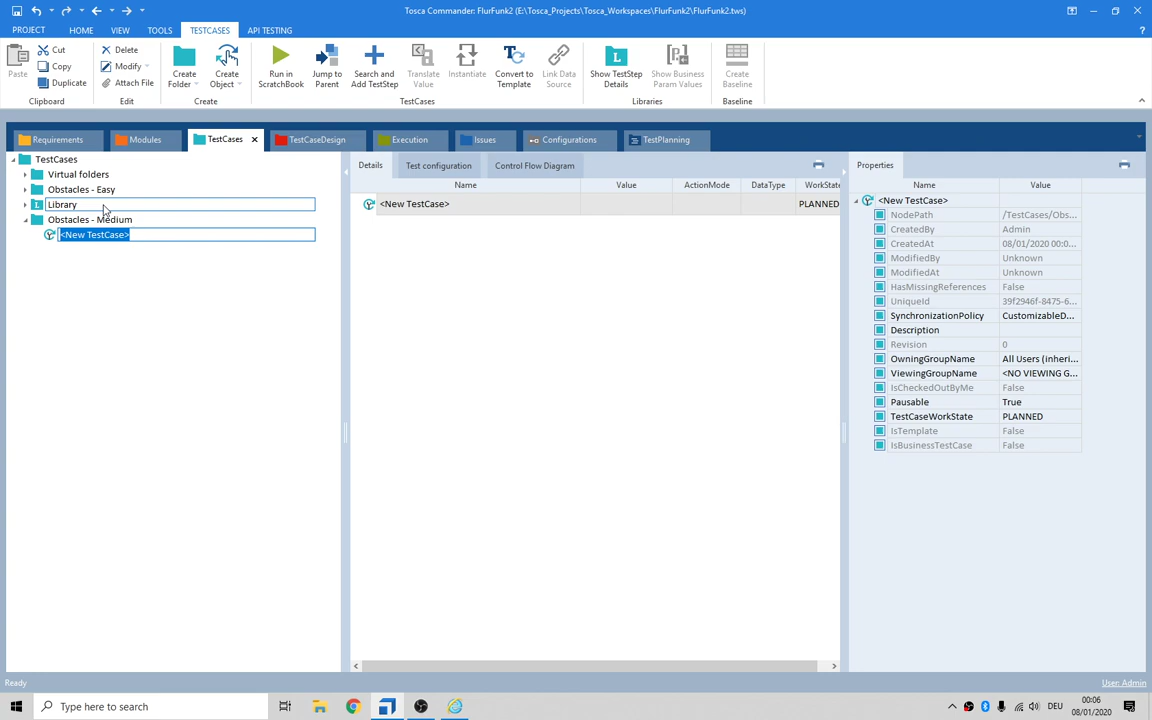 Tosca Commander: FlurFunk2 (E:\Tosca_Projects\Tosca_Workspaces\FlurFunk2\FlurFunk2.tws)
PROJECT HOME VIEW TOOLS TESTCASES API TESTING ?
Paste Cut Copy Duplicate
Clipboard
Delete Modify Attach File
Edit
Create Folder Create Object
Create
Run in ScratchBook Jump to Parent Search and Add TestStep Translate Value Instantiate Convert to Template Link Data Source
TestCases
Show TestStep Details Show Business Param Values
Libraries
Create Baseline
Baseline
Requirements Modules TestCases TestCaseDesign Execution Issues Configurations TestPlanning
TestCases
Virtual folders
Obstacles - Easy
Library
Obstacles - Medium
<New TestCase>
Details Test configuration Control Flow Diagram
Name Value ActionMode DataType WorkState
<New TestCase> PLANNED
Properties
Name Value
<New TestCase>
NodePath /TestCases/Obs...
CreatedBy Admin
CreatedAt 08/01/2020 00:0...
ModifiedBy Unknown
ModifiedAt Unknown
HasMissingReferences False
UniqueId 39f2946f-8475-6...
SynchronizationPolicy CustomizableD...
Description
Revision 0
OwningGroupName All Users (inheri...
ViewingGroupName <NO VIEWING G...
IsCheckedOutByMe False
Pausable True
TestCaseWorkState PLANNED
IsTemplate False
IsBusinessTestCase False
Ready User: Admin
Type here to search
DEU
00:06
08/01/2020